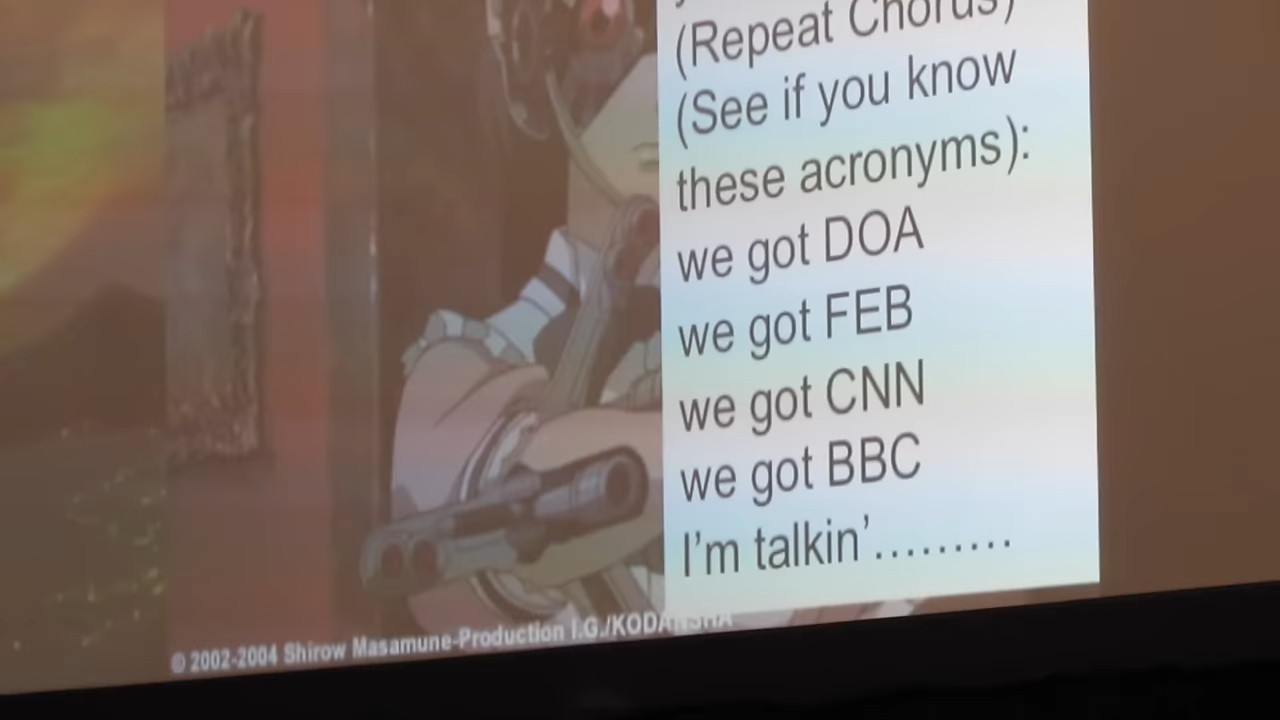 (Repeat Chorus)
(See if you know
these acronyms):
we got DOA
we got FEB
we got CNN
we got BBC
I'm talkin'.........
© 2002-2004 Shirow Masamune-Production I.G./KODANSHA